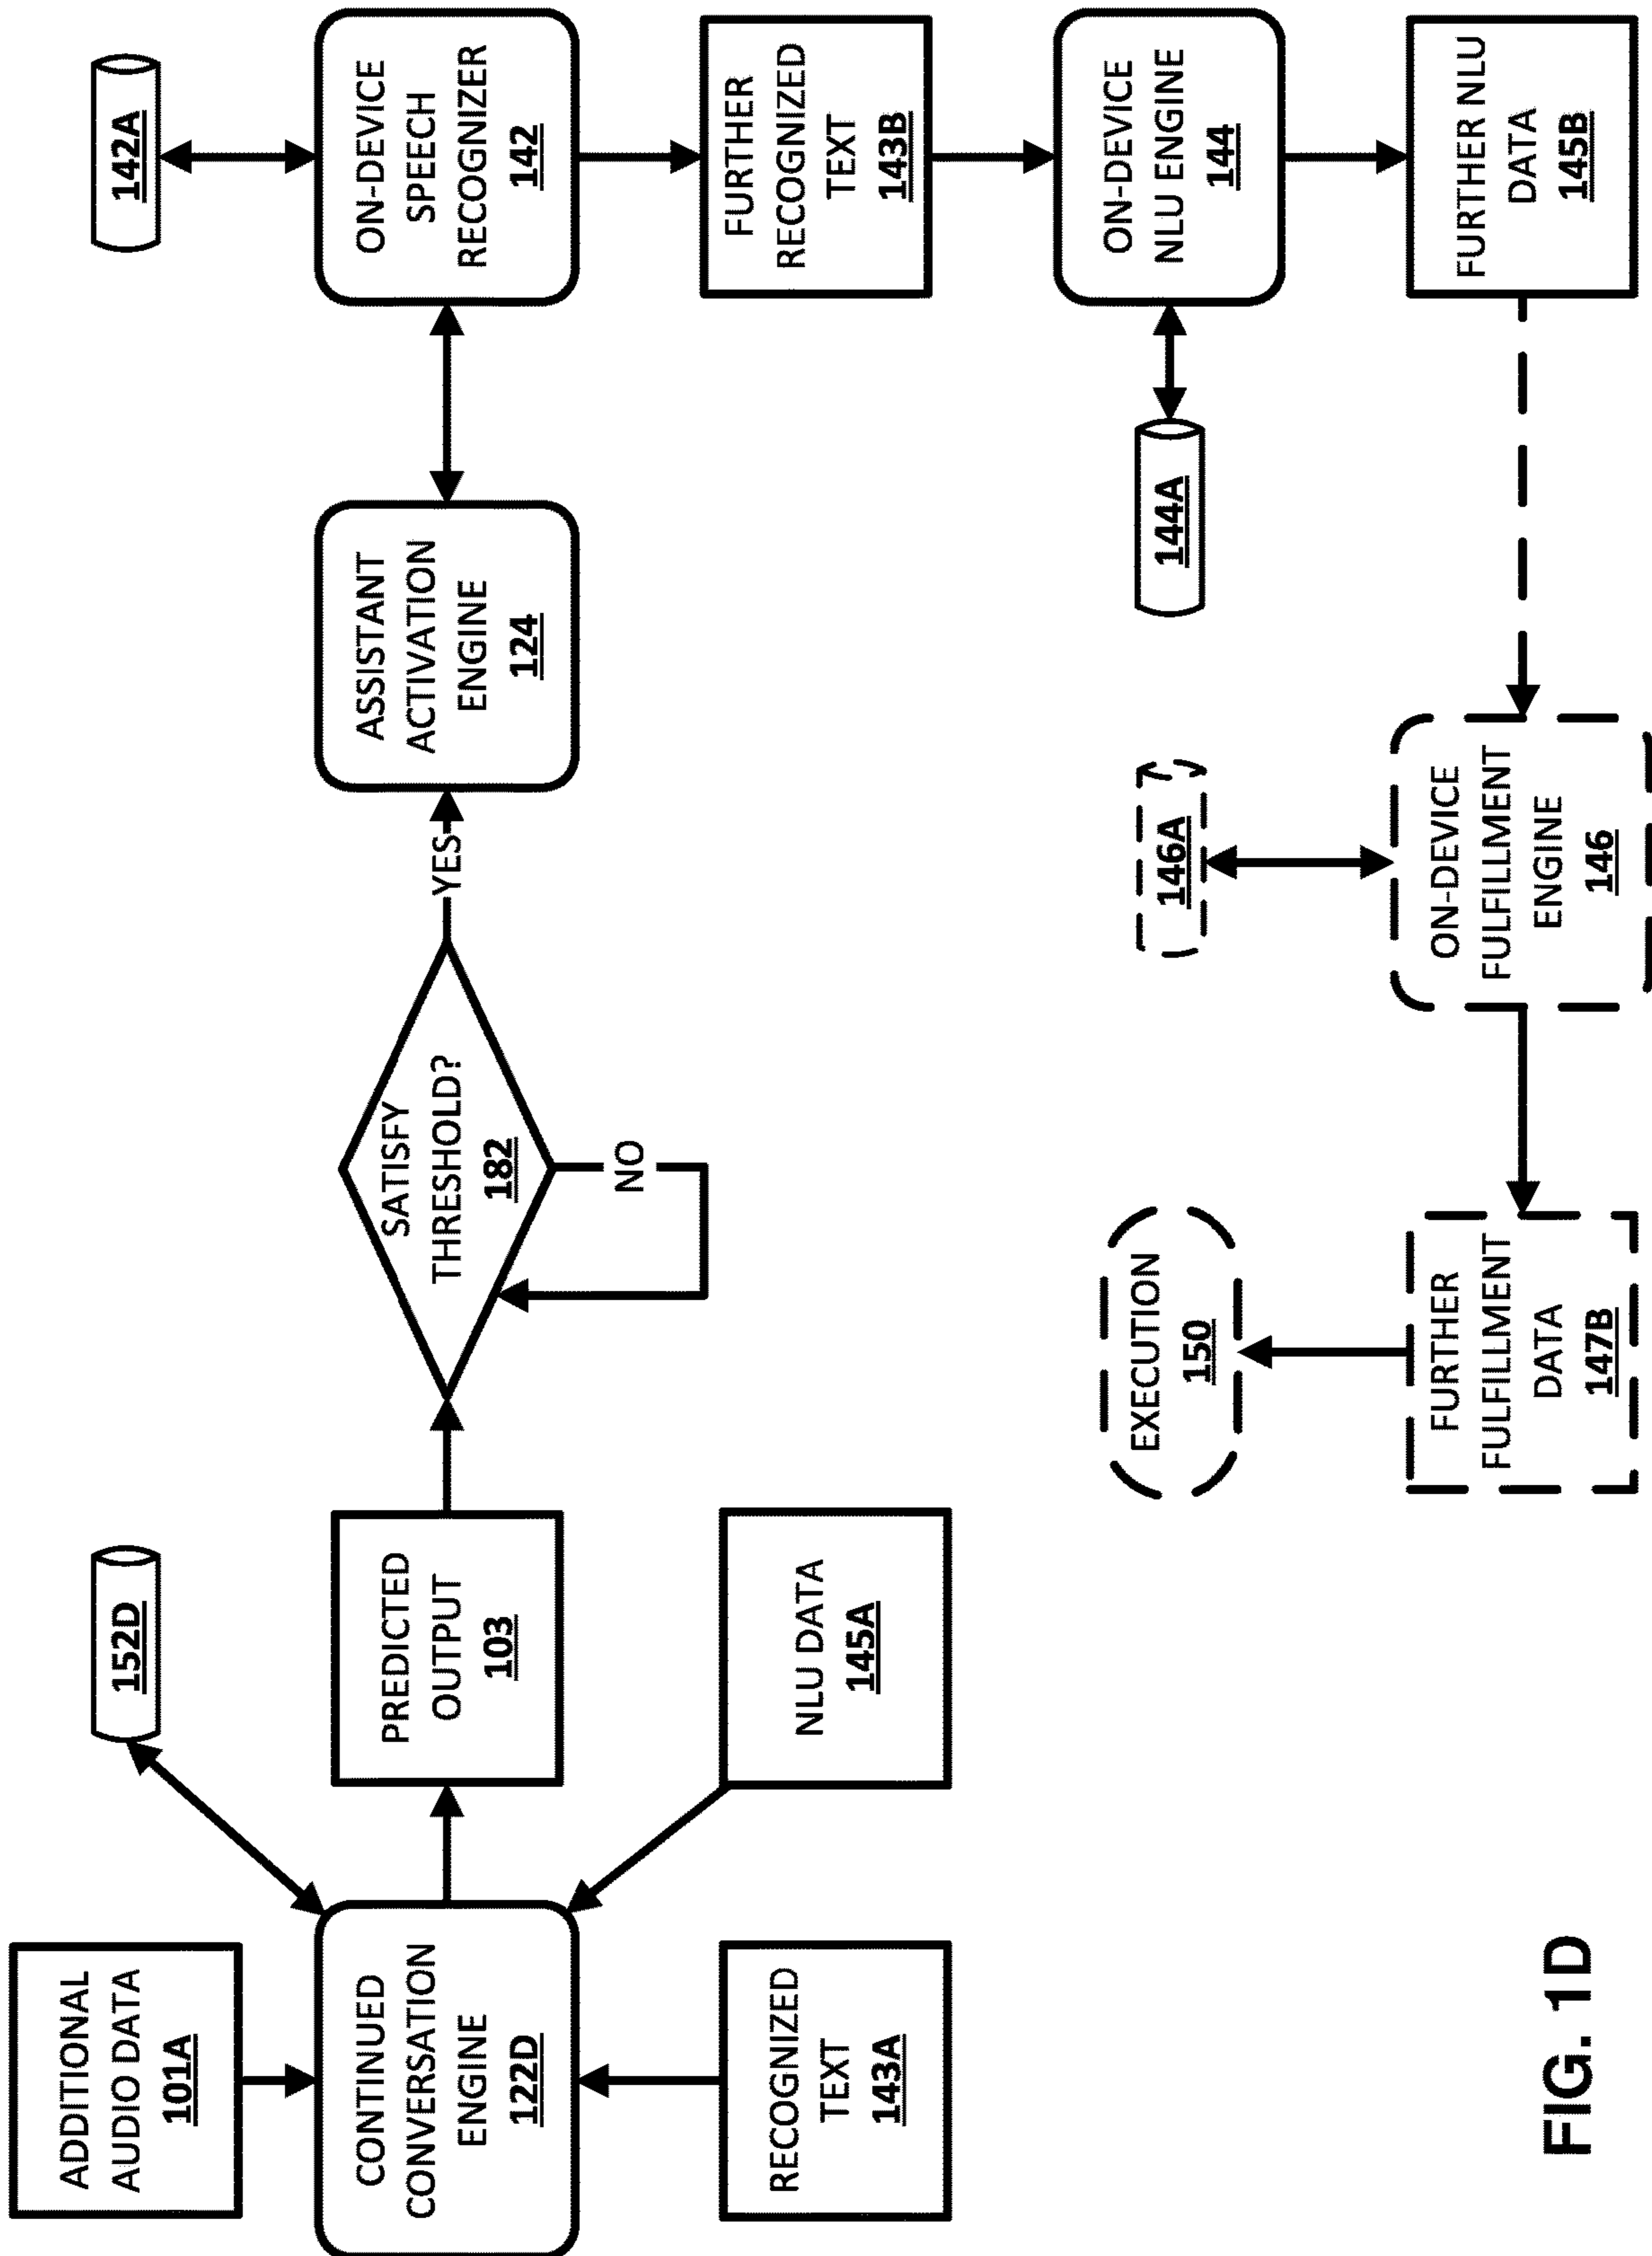 ADDITIONAL
AUDIO DATA
101A
152D
CONTINUED
CONVERSATION
ENGINE
122D
PREDICTED
OUTPUT
103
RECOGNIZED
TEXT
143A
NLU DATA
145A
SATISFY
THRESHOLD?
182
NO
YES
ASSISTANT
ACTIVATION
ENGINE
124
142A
ON-DEVICE
SPEECH
RECOGNIZER
142
FURTHER
RECOGNIZED
TEXT
143B
ON-DEVICE
NLU ENGINE
144
144A
FURTHER NLU
DATA
145B
146A
ON-DEVICE
FULFILLMENT
ENGINE
146
FURTHER
FULFILLMENT
DATA
147B
EXECUTION
150
FIG. 1D